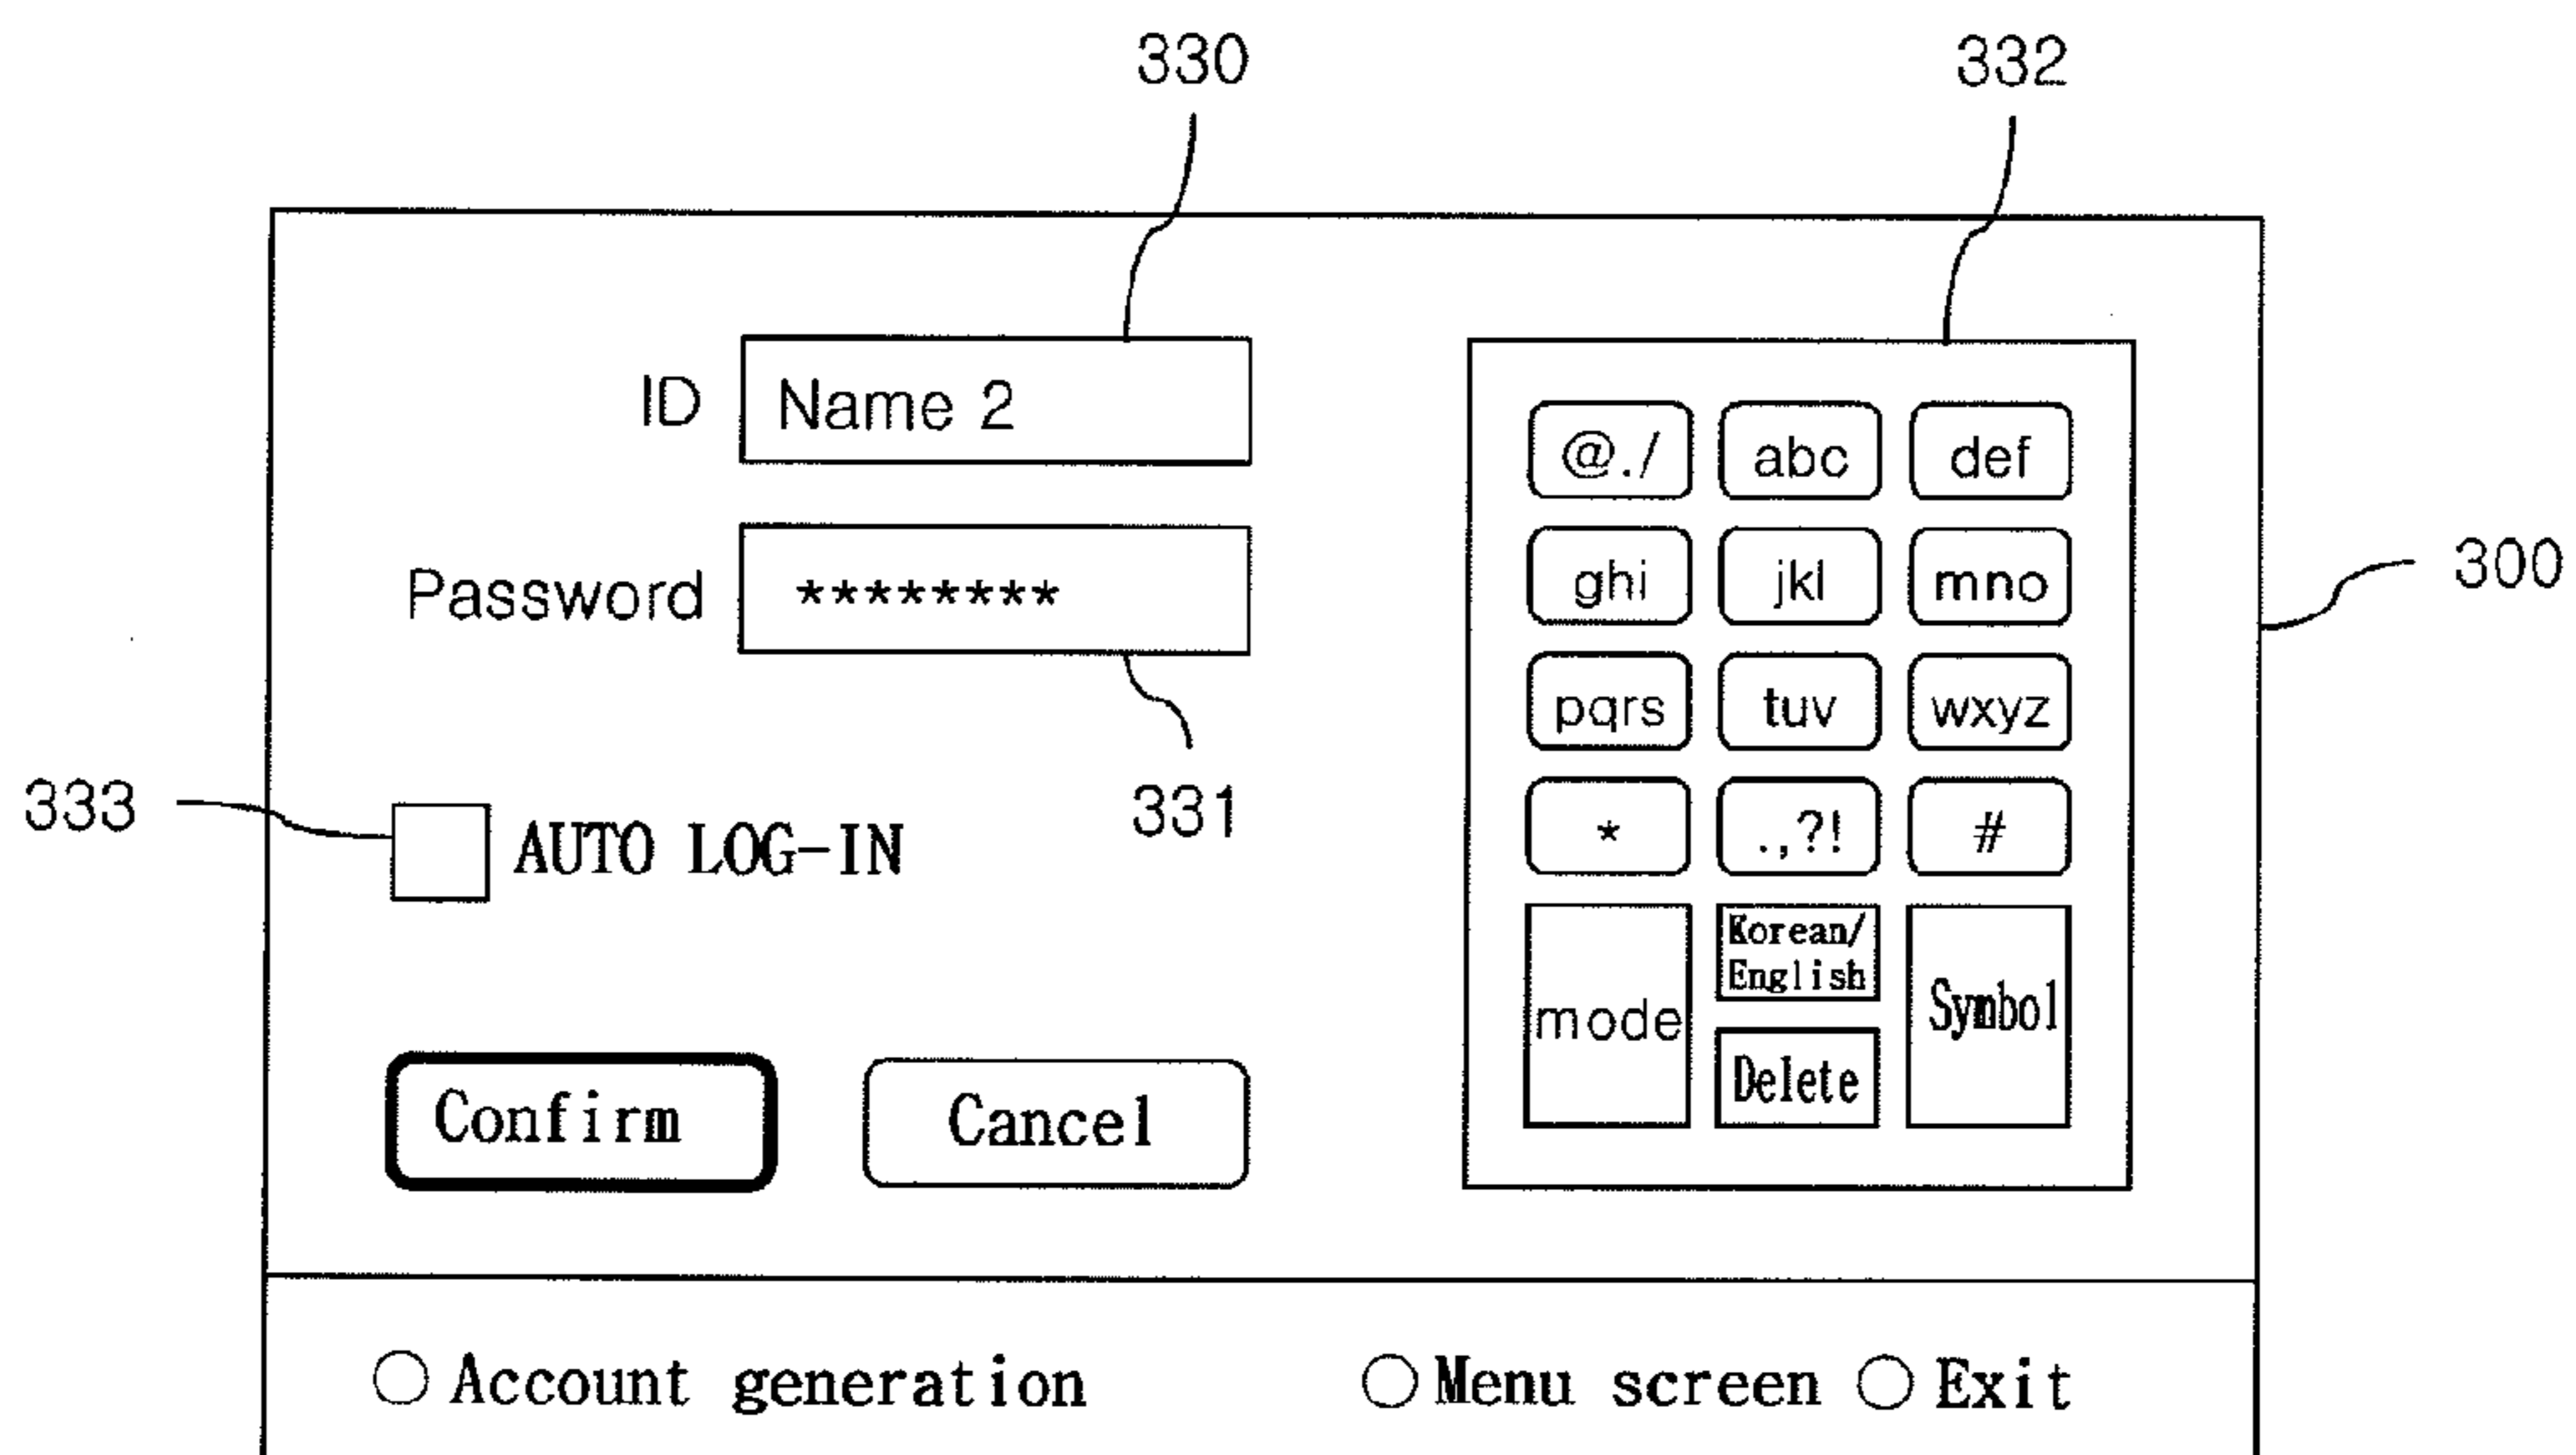 330
332
ID
Name 2
@./ abc def
Password
********
ghi jkl mno
300
pqrs tuv wxyz
331
333
AUTO LOG-IN
* .,?! #
mode
Korean/
English
Symbol
Delete
Confirm
Cancel
Account generation
Menu screen
Exit